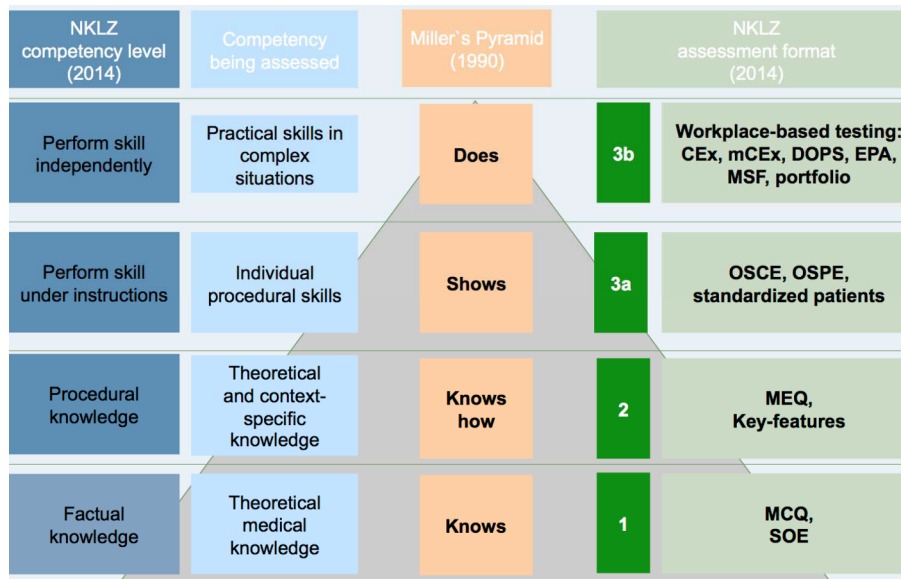 NKLZ
competency level
(2014)
Competency
being assessed
Miller`s Pyramid
(1990)
NKLZ
assessment format
(2014)
Perform skill
independently
Practical skills in
complex
situations
Does
3b
Workplace-based testing:
CEx, mCEx, DOPS, EPA,
MSF, portfolio
Perform skill
under instructions
Individual
procedural skills
Shows
3a
OSCE, OSPE,
standardized patients
Procedural
knowledge
Theoretical
and context-
specific
knowledge
Knows
how
2
MEQ,
Key-features
Factual
knowledge
Theoretical
medical
knowledge
Knows
1
MCQ,
SOE